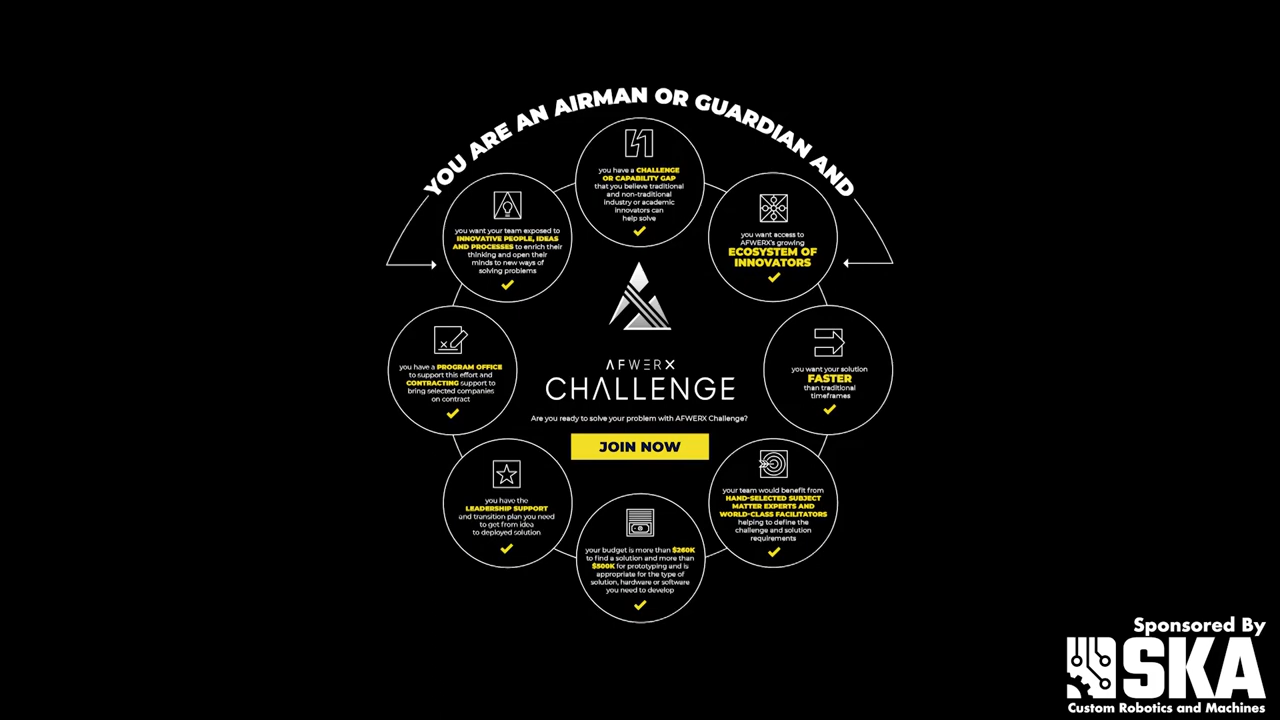 YOU ARE AN AIRMAN OR GUARDIAN AND
you have a CHALLENGE
OR CAPABILITY GAP
that you believe traditional
and non-traditional
industry or academic
innovators can
help solve
you want access to
AFWERX's growing
ECOSYSTEM OF
INNOVATORS
you want your solution
FASTER
than traditional
timeframes
your team would benefit from
HAND-SELECTED SUBJECT
MATTER EXPERTS AND
WORLD-CLASS FACILITATORS
helping to define the
challenge and solution
requirements
your budget is more than $260K
to find a solution and more than
$500K for prototyping and is
appropriate for the type of
solution, hardware or software
you need to develop
you have the
LEADERSHIP SUPPORT
and transition plan you need
to get from idea
to deployed solution
you have a PROGRAM OFFICE
to support this effort and
CONTRACTING support to
bring selected companies
on contract
you want your team exposed to
INNOVATIVE PEOPLE, IDEAS
AND PROCESSES to enrich their
thinking and open their
minds to new ways of
solving problems
AFWERX
CHALLENGE
Are you ready to solve your problem with AFWERX Challenge?
JOIN NOW
Sponsored By
SKA
Custom Robotics and Machines